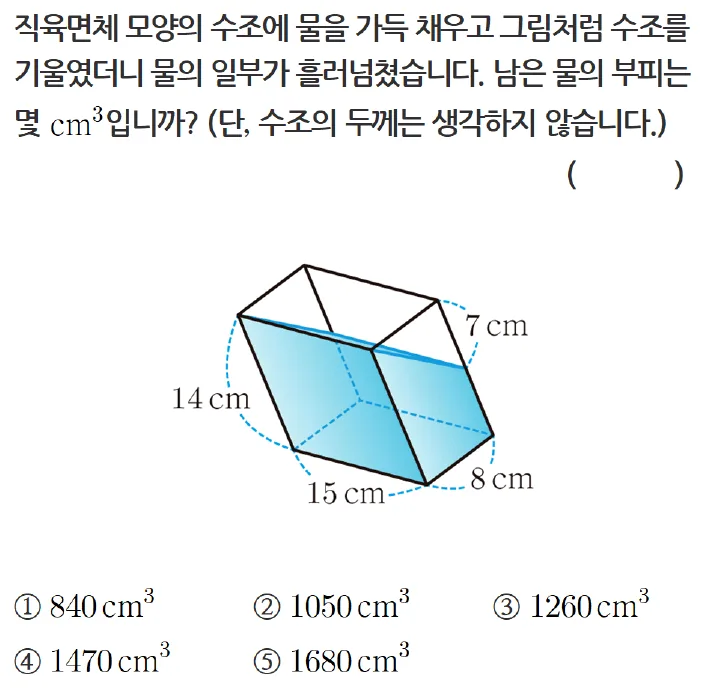 직육면체 모양의 수조에 물을 가득 채우고 그림처럼 수조를
기울였더니 물의 일부가 흘러넘쳤습니다. 남은 물의 부피는
몇 cm³입니까? (단, 수조의 두께는 생각하지 않습니다.)
(          )
7 cm
14 cm
8 cm
15 cm
① 840 cm³ ② 1050 cm³ ③ 1260 cm³
④ 1470 cm³ ⑤ 1680 cm³